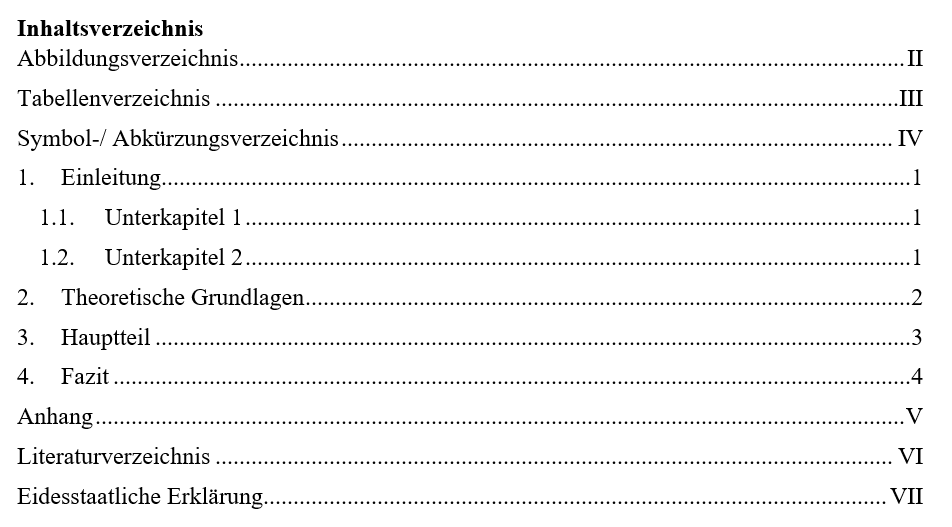 Inhaltsverzeichnis
Abbildungsverzeichnis....................................................................................................II
Tabellenverzeichnis ......................................................................................................III
Symbol-/ Abkürzungsverzeichnis.................................................................................. IV
1. Einleitung................................................................................................................1
1.1. Unterkapitel 1....................................................................................................1
1.2. Unterkapitel 2....................................................................................................1
2. Theoretische Grundlagen...........................................................................................2
3. Hauptteil .................................................................................................................3
4. Fazit ........................................................................................................................4
Anhang..........................................................................................................................V
Literaturverzeichnis ..................................................................................................... VI
Eidesstaatliche Erklärung............................................................................................. VII